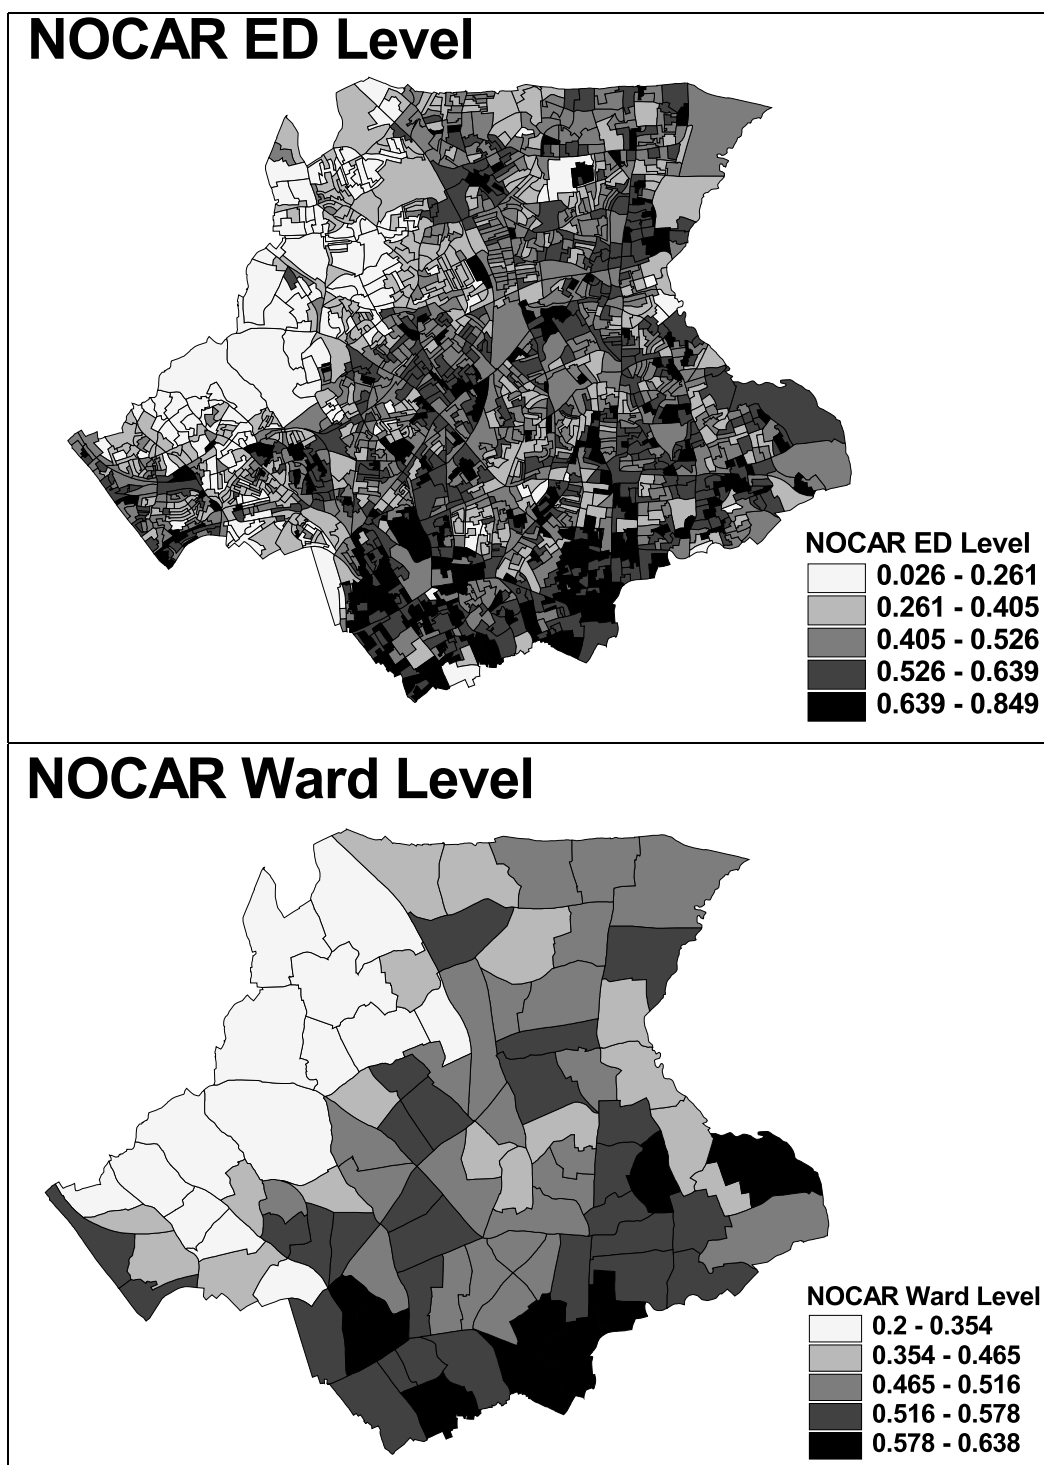 NOCAR ED Level
NOCAR ED Level
0.026 - 0.261
0.261 - 0.405
0.405 - 0.526
0.526 - 0.639
0.639 - 0.849
NOCAR Ward Level
NOCAR Ward Level
0.2 - 0.354
0.354 - 0.465
0.465 - 0.516
0.516 - 0.578
0.578 - 0.638